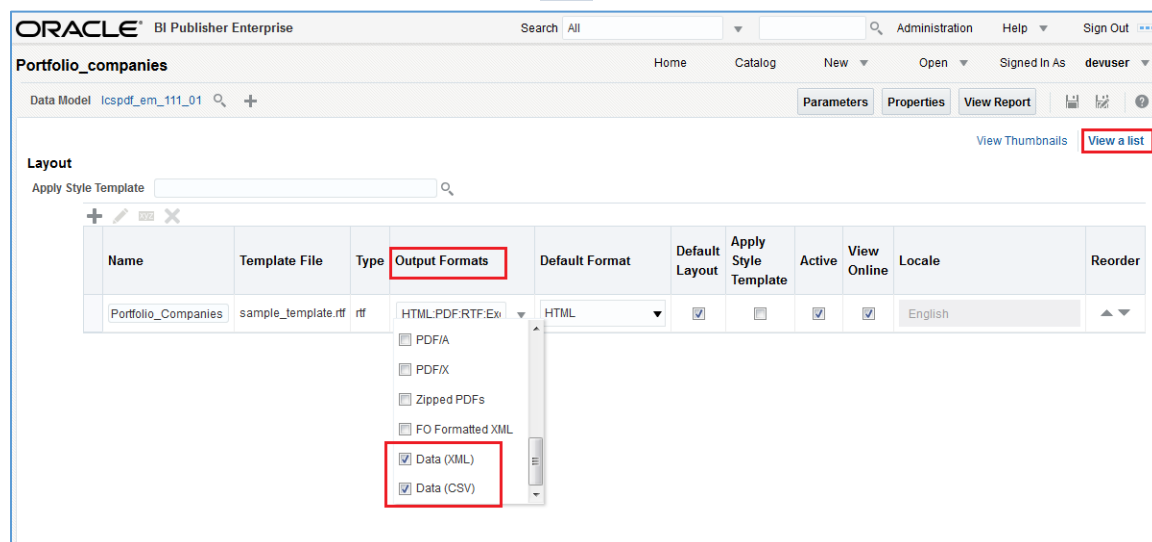 ORACLE BI Publisher Enterprise Search All Administration Help Sign Out
Portfolio_companies Home Catalog New Open Signed In As devuser
Data Model lcspdf_em_111_01 Parameters Properties View Report
View Thumbnails View a list
Layout
Apply Style Template
Name Template File Type Output Formats Default Format Default Layout Apply Style Template Active View Online Locale Reorder
Portfolio_Companies sample_template.rtf rtf HTML:PDF:RTF:Ex HTML English
PDF/A
PDF/X
Zipped PDFs
FO Formatted XML
Data (XML)
Data (CSV)